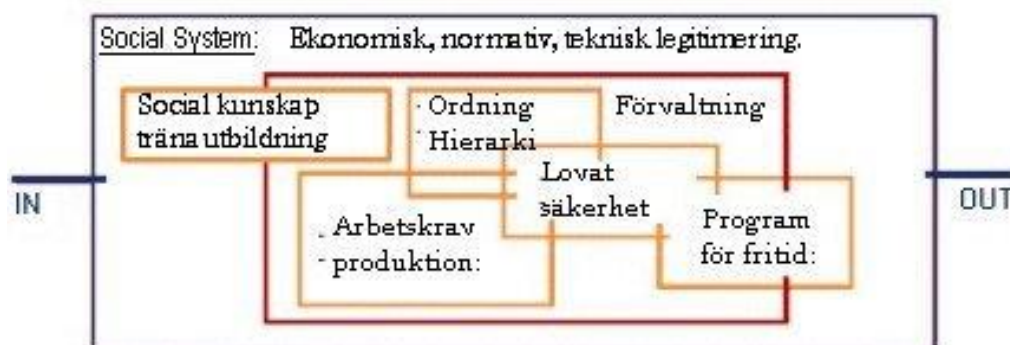 Social System: Ekonomisk, normativ, teknisk legitimering.
Social kunskap
träna utbildning
· Ordning
· Hierarki
Förvaltning
Lovat
säkerhet
· Arbetskrav
· produktion:
Program
för fritid:
IN
OUT